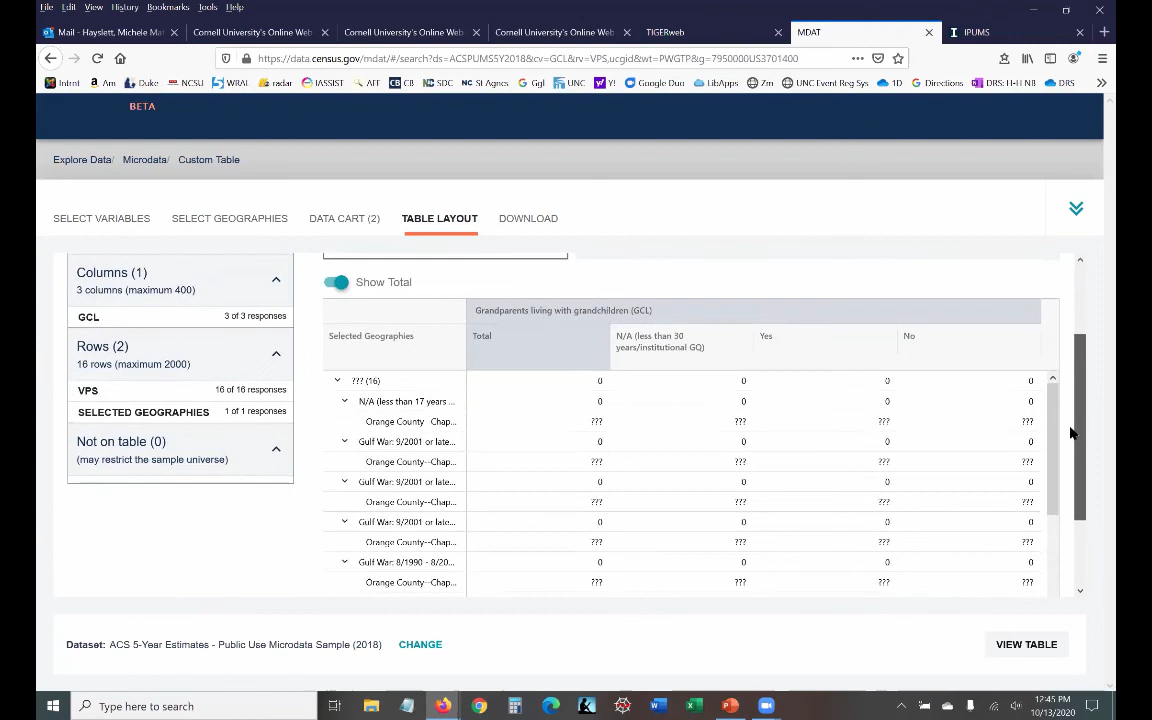 File Edit View History Bookmarks Tools Help
Mail - Hayslett, Michele Ma Cornell University's Online Web Cornell University's Online Web Cornell University's Online Web TIGERweb MDAT IPUMS
https://data.census.gov/mdat/#/search?ds=ACSPUMS5Y2018&cv=GCL&rv=VPS,ucgid&wt=PWGTP&g=7950000US3701400
Intrnt Am Duke NCSU WRAL radar IASSIST AFF CB SDC SI Agncs Ggl UNC Y! Google Duo LibApps Zm UNC Event Reg Sys 1D Directions DRS: H-H NB DRS
BETA
Explore Data/ Microdata/ Custom Table
SELECT VARIABLES SELECT GEOGRAPHIES DATA CART (2) TABLE LAYOUT DOWNLOAD
Columns (1)
3 columns (maximum 400)
GCL 3 of 3 responses
Rows (2)
16 rows (maximum 2000)
VPS 16 of 16 responses
SELECTED GEOGRAPHIES 1 of 1 responses
Not on table (0)
(may restrict the sample universe)
Show Total
Grandparents living with grandchildren (GCL)
Selected Geographies Total N/A (less than 30 years/institutional GQ) Yes No
??? (16) 0 0 0 0
N/A (less than 17 years ... 0 0 0 0
Orange County--Chap... ??? ??? ??? ???
Gulf War: 9/2001 or late... 0 0 0 0
Orange County--Chap... ??? ??? ??? ???
Gulf War: 9/2001 or late... 0 0 0 0
Orange County--Chap... ??? ??? ??? ???
Gulf War: 9/2001 or late... 0 0 0 0
Orange County--Chap... ??? ??? ??? ???
Gulf War: 8/1990 - 8/20... 0 0 0 0
Orange County--Chap... ??? ??? ??? ???
Dataset: ACS 5-Year Estimates - Public Use Microdata Sample (2018) CHANGE VIEW TABLE
Type here to search
12:45 PM
10/13/2020